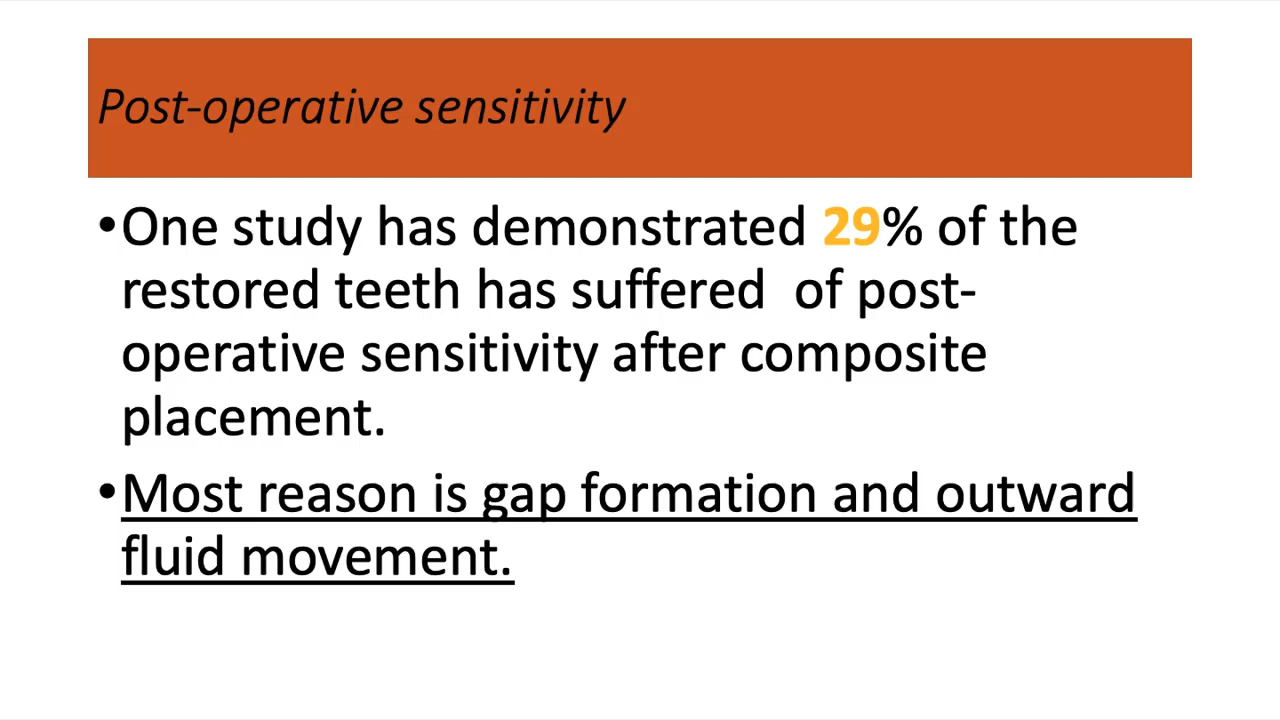 Post-operative sensitivity
•One study has demonstrated 29% of the
restored teeth has suffered  of post-
operative sensitivity after composite
placement.
•Most reason is gap formation and outward
fluid movement.